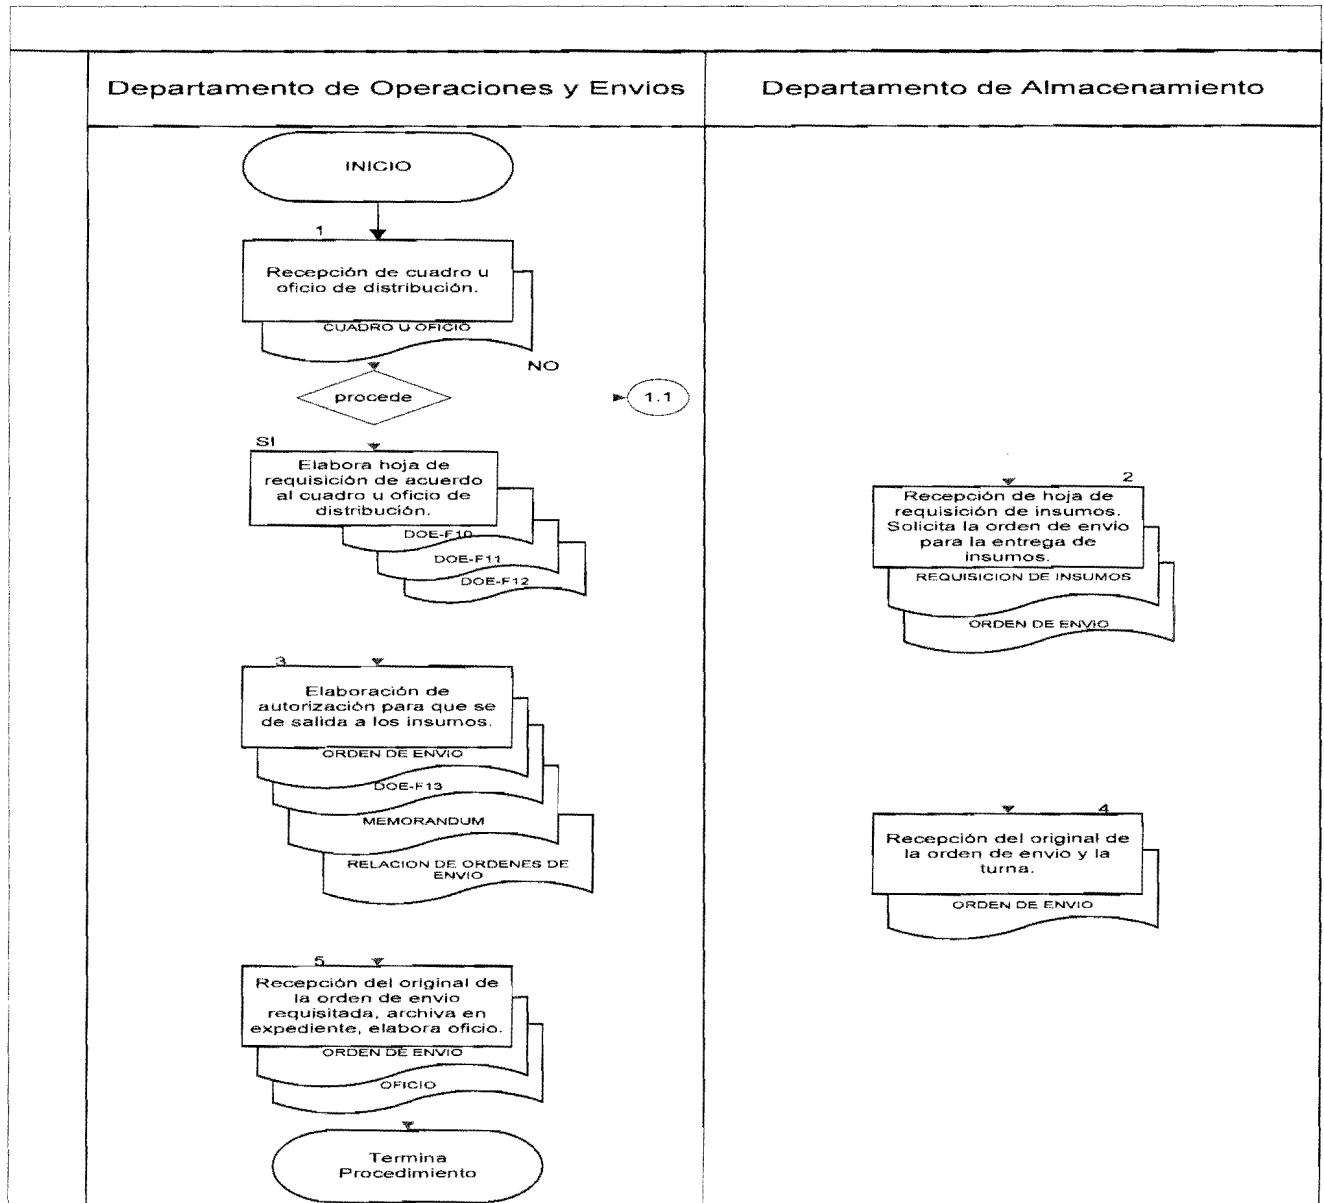 Departamento de Operaciones y Envios
Departamento de Almacenamiento
INICIO
1
Recepción de cuadro u
oficio de distribución.
CUADRO U OFICIO
NO
procede
1.1
SI
Elabora hoja de
requisición de acuerdo
al cuadro u oficio de
distribución.
DOE-F10
DOE-F11
DOE-F12
2
Recepción de hoja de
requisición de insumos.
Solicita la orden de envio
para la entrega de
insumos.
REQUISICION DE INSUMOS
ORDEN DE ENVIO
3
Elaboración de
autorización para que se
de salida a los insumos.
ORDEN DE ENVIO
DOE-F13
MEMORANDUM
RELACION DE ORDENES DE
ENVIO
4
Recepción del original de
la orden de envio y la
turna.
ORDEN DE ENVIO
5
Recepción del original de
la orden de envio
requisitada, archiva en
expediente, elabora oficio.
ORDEN DE ENVIO
OFICIO
Termina
Procedimiento